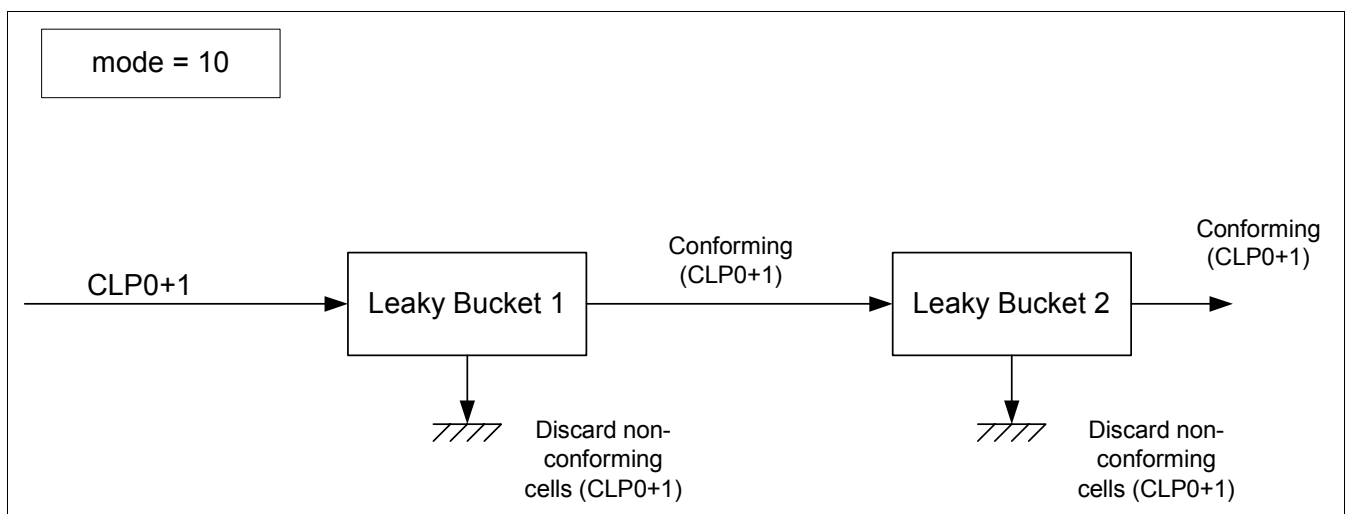 mode = 10
CLP0+1
Leaky Bucket 1
Conforming
(CLP0+1)
Leaky Bucket 2
Conforming
(CLP0+1)
Discard non-
conforming
cells (CLP0+1)
Discard non-
conforming
cells (CLP0+1)